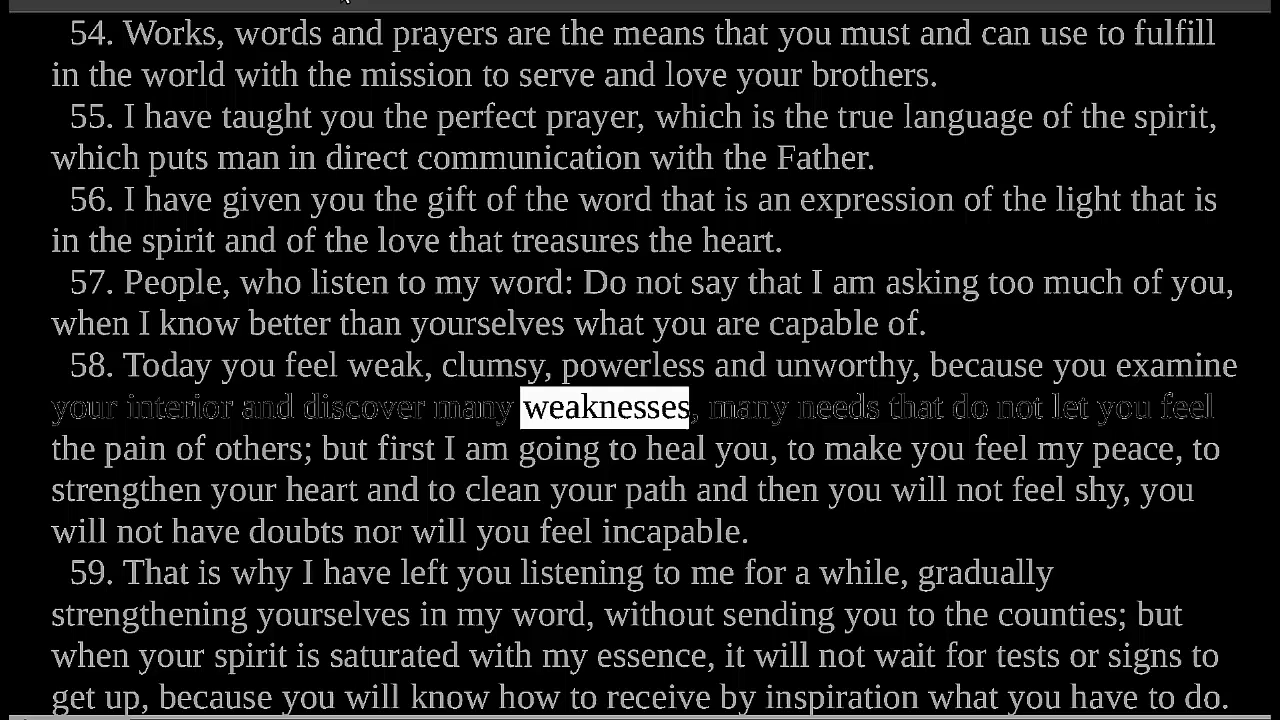 54. Works, words and prayers are the means that you must and can use to fulfill
in the world with the mission to serve and love your brothers.
55. I have taught you the perfect prayer, which is the true language of the spirit,
which puts man in direct communication with the Father.
56. I have given you the gift of the word that is an expression of the light that is
in the spirit and of the love that treasures the heart.
57. People, who listen to my word: Do not say that I am asking too much of you,
when I know better than yourselves what you are capable of.
58. Today you feel weak, clumsy, powerless and unworthy, because you examine
your interior and discover many weaknesses, many needs that do not let you feel
the pain of others; but first I am going to heal you, to make you feel my peace, to
strengthen your heart and to clean your path and then you will not feel shy, you
will not have doubts nor will you feel incapable.
59. That is why I have left you listening to me for a while, gradually
strengthening yourselves in my word, without sending you to the counties; but
when your spirit is saturated with my essence, it will not wait for tests or signs to
get up, because you will know how to receive by inspiration what you have to do.